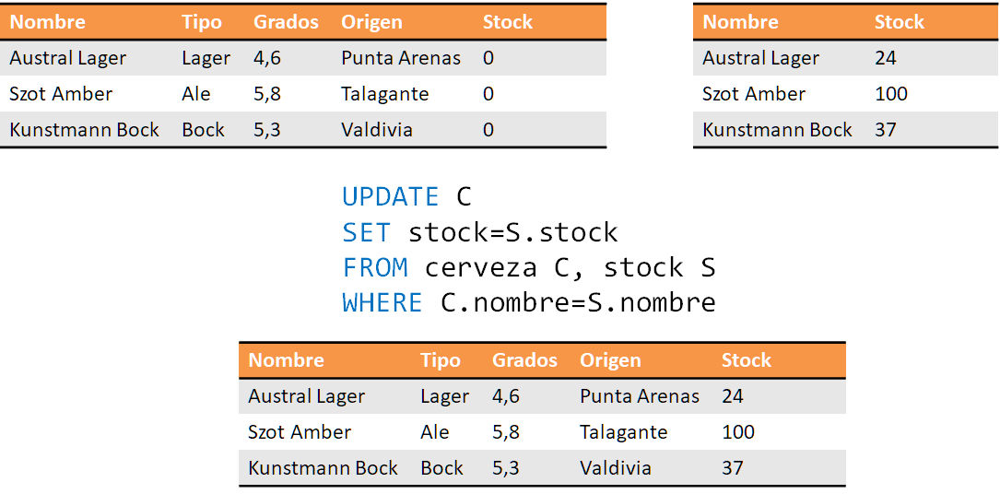 Nombre Tipo Grados Origen Stock
Austral Lager Lager 4,6 Punta Arenas 0
Szot Amber Ale 5,8 Talagante 0
Kunstmann Bock Bock 5,3 Valdivia 0
Nombre Stock
Austral Lager 24
Szot Amber 100
Kunstmann Bock 37
UPDATE C
SET stock=S.stock
FROM cerveza C, stock S
WHERE C.nombre=S.nombre
Nombre Tipo Grados Origen Stock
Austral Lager Lager 4,6 Punta Arenas 24
Szot Amber Ale 5,8 Talagante 100
Kunstmann Bock Bock 5,3 Valdivia 37